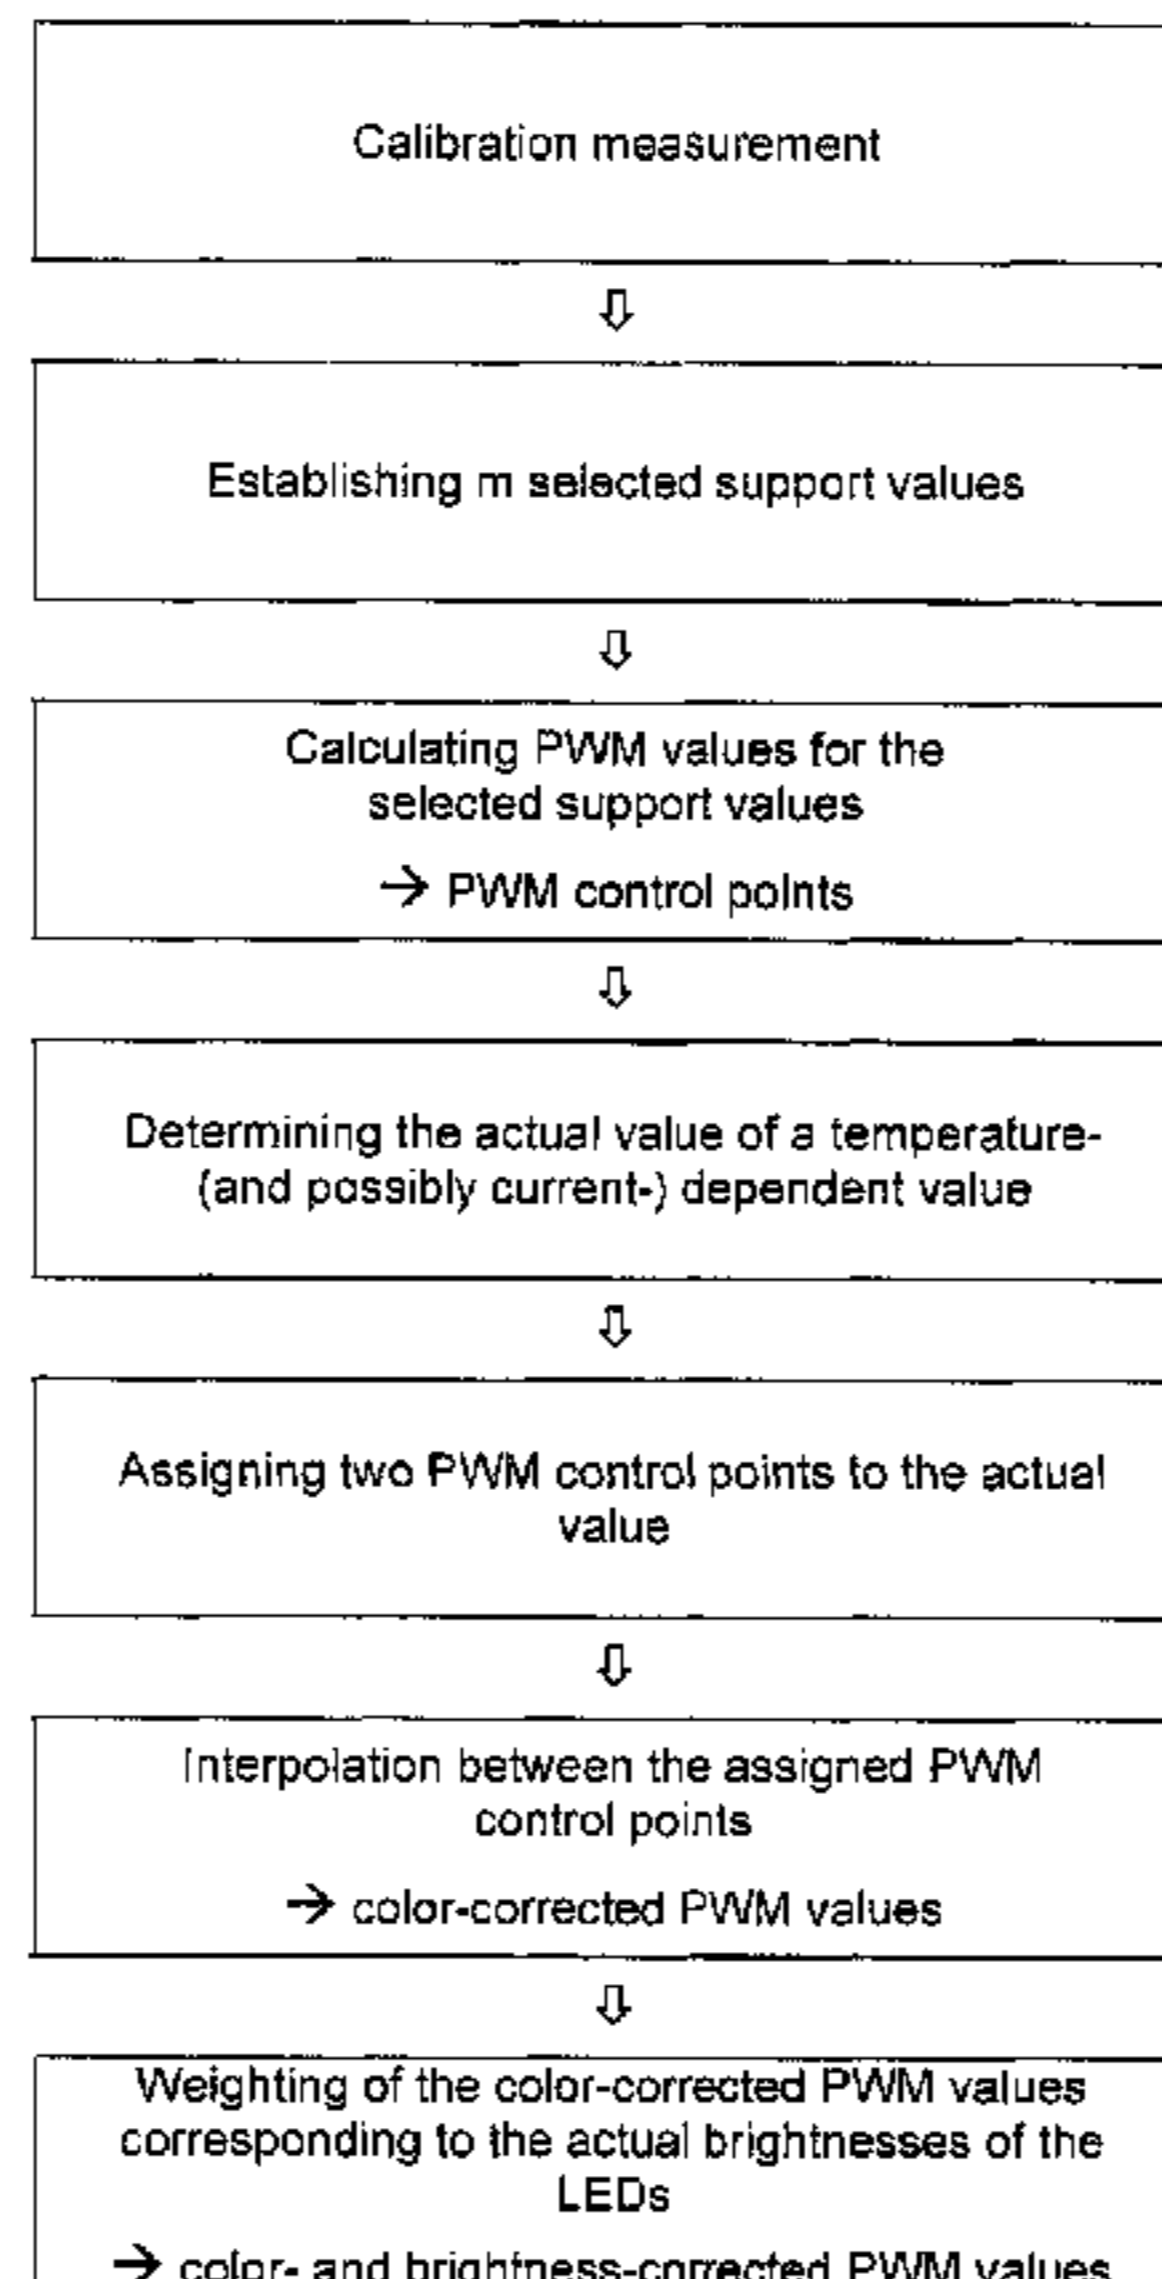 Calibration measurement
Establishing m selected support values
Calculating PWM values for the
selected support values
→ PWM control points
Determining the actual value of a temperature-
(and possibly current-) dependent value
Assigning two PWM control points to the actual
value
Interpolation between the assigned PWM
control points
→ color-corrected PWM values
Weighting of the color-corrected PWM values
corresponding to the actual brightnesses of the
LEDs
→ color- and brightness-corrected PWM values